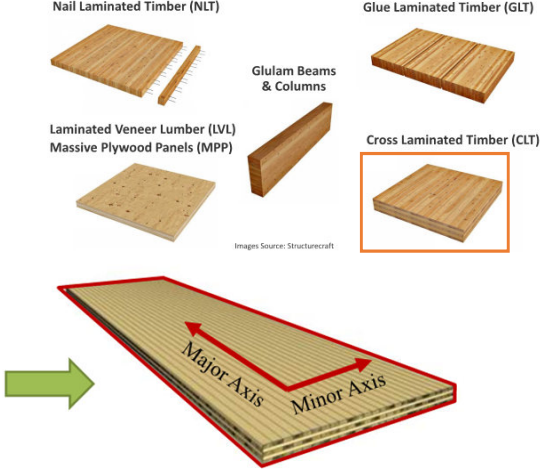 Nail Laminated Timber (NLT)
Glue Laminated Timber (GLT)
Glulam Beams
& Columns
Laminated Veneer Lumber (LVL)
Massive Plywood Panels (MPP)
Cross Laminated Timber (CLT)
Images Source: Structurecraft
Major Axis
Minor Axis